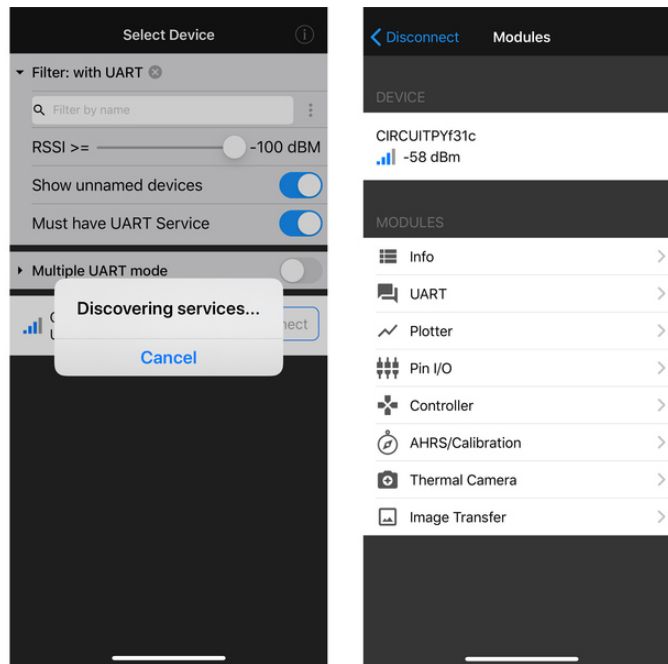 Select Device
Filter: with UART
Filter by name
RSSI >= -100 dBM
Show unnamed devices
Must have UART Service
Multiple UART mode
Discovering services...
Cancel
Disconnect Modules
DEVICE
CIRCUITPYf31c
-58 dBm
MODULES
Info
UART
Plotter
Pin I/O
Controller
AHRS/Calibration
Thermal Camera
Image Transfer